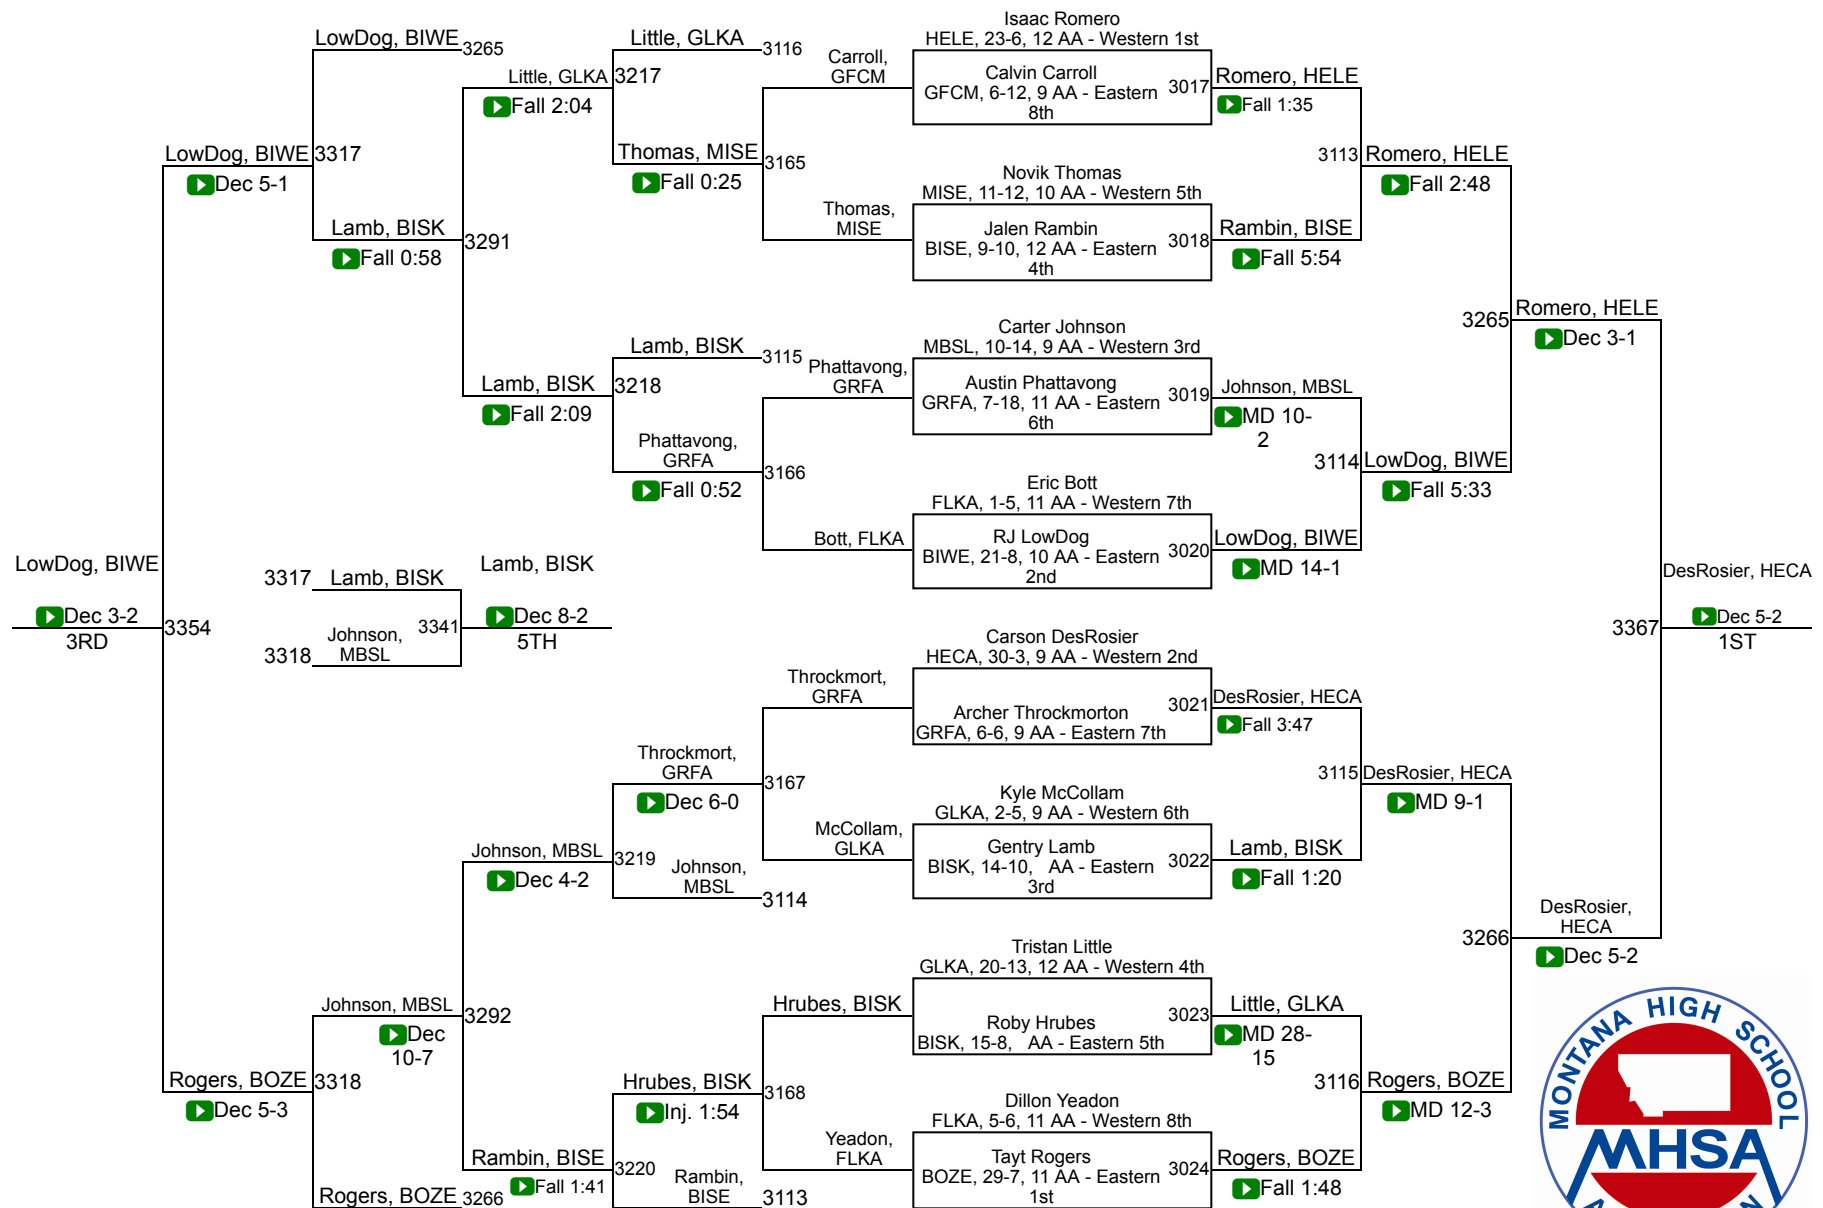 Isaac Romero
HELE, 23-6, 12 AA - Western 1st
LowDog, BIWE
3265
Little, GLKA
3116
Carroll,
GFCM
Calvin Carroll
GFCM, 6-12, 9 AA - Eastern
8th
3017
Romero, HELE
Fall 1:35
Little, GLKA
3217
Fall 2:04
LowDog, BIWE
3317
Dec 5-1
Thomas, MISE
3165
Fall 0:25
3113
Romero, HELE
Fall 2:48
Novik Thomas
MISE, 11-12, 10 AA - Western 5th
Thomas,
MISE
Jalen Rambin
BISE, 9-10, 12 AA - Eastern
4th
3018
Rambin, BISE
Fall 5:54
Lamb, BISK
3291
Fall 0:58
3265
Romero, HELE
Dec 3-1
Carter Johnson
MBSL, 10-14, 9 AA - Western 3rd
Lamb, BISK
3115
Phattavong,
GRFA
Austin Phattavong
GRFA, 7-18, 11 AA - Eastern
6th
3019
Johnson, MBSL
MD 10-
2
Lamb, BISK
3218
Fall 2:09
Phattavong,
GRFA
3166
Fall 0:52
3114
LowDog, BIWE
Fall 5:33
Eric Bott
FLKA, 1-5, 11 AA - Western 7th
Bott, FLKA
RJ LowDog
BIWE, 21-8, 10 AA - Eastern
2nd
3020
LowDog, BIWE
MD 14-1
LowDog, BIWE
Dec 3-2
3RD
3354
3317
Lamb, BISK
3318
Johnson,
MBSL
3341
Lamb, BISK
Dec 8-2
5TH
DesRosier, HECA
3367
Dec 5-2
1ST
Carson DesRosier
HECA, 30-3, 9 AA - Western 2nd
Throckmort,
GRFA
Archer Throckmorton
GRFA, 6-6, 9 AA - Eastern 7th
3021
DesRosier, HECA
Fall 3:47
Throckmort,
GRFA
3167
Dec 6-0
3115
DesRosier, HECA
MD 9-1
Kyle McCollam
GLKA, 2-5, 9 AA - Western 6th
McCollam,
GLKA
Gentry Lamb
BISK, 14-10, AA - Eastern
3rd
3022
Lamb, BISK
Fall 1:20
Johnson, MBSL
3219
Dec 4-2
Johnson,
MBSL
3114
3266
DesRosier,
HECA
Dec 5-2
Tristan Little
GLKA, 20-13, 12 AA - Western 4th
Hrubes, BISK
Roby Hrubes
BISK, 15-8, AA - Eastern 5th
3023
Little, GLKA
MD 28-
15
Johnson, MBSL
3292
Dec
10-7
Rogers, BOZE
3318
Dec 5-3
Hrubes, BISK
3168
Inj. 1:54
3116
Rogers, BOZE
MD 12-3
Dillon Yeadon
FLKA, 5-6, 11 AA - Western 8th
Yeadon,
FLKA
Tayt Rogers
BOZE, 29-7, 11 AA - Eastern
1st
3024
Rogers, BOZE
Fall 1:48
Rambin, BISE
3220
Fall 1:41
Rambin,
BISE
3113
Rogers, BOZE
3266
MONTANA HIGH SCHOOL
MHSA